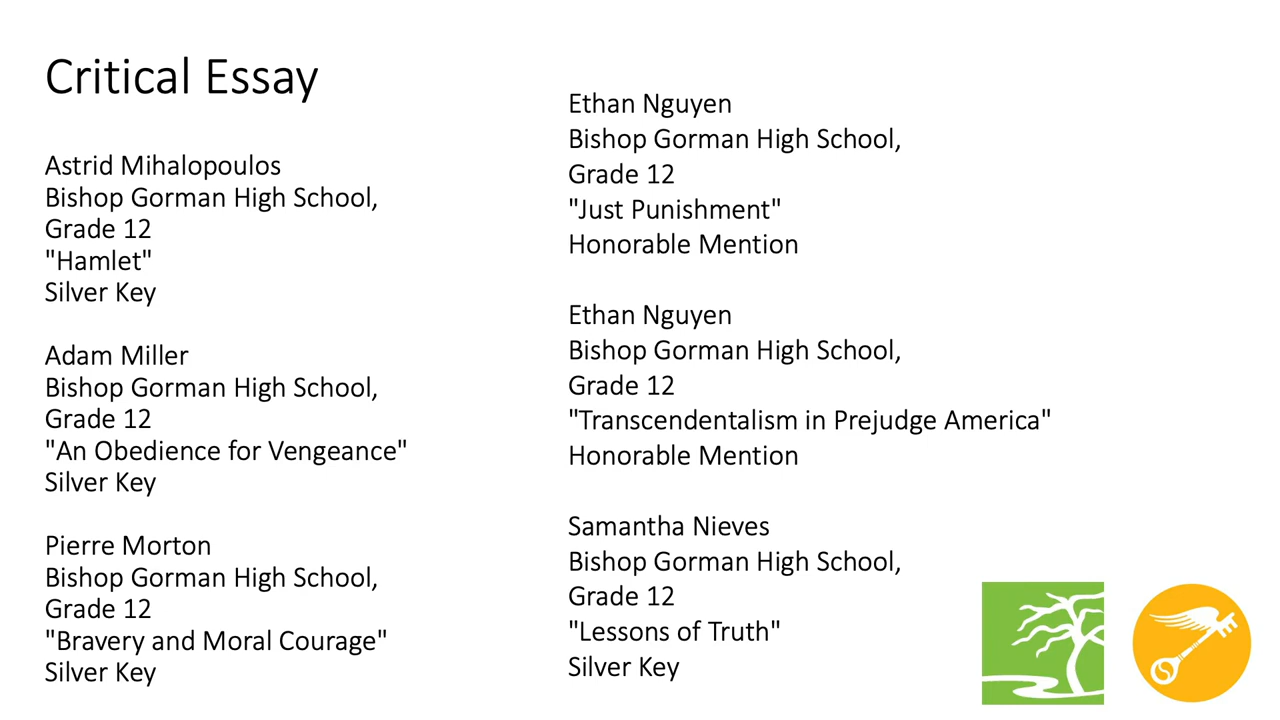 Critical Essay
Astrid Mihalopoulos
Bishop Gorman High School,
Grade 12
"Hamlet"
Silver Key
Adam Miller
Bishop Gorman High School,
Grade 12
"An Obedience for Vengeance"
Silver Key
Pierre Morton
Bishop Gorman High School,
Grade 12
"Bravery and Moral Courage"
Silver Key
Ethan Nguyen
Bishop Gorman High School,
Grade 12
"Just Punishment"
Honorable Mention
Ethan Nguyen
Bishop Gorman High School,
Grade 12
"Transcendentalism in Prejudge America"
Honorable Mention
Samantha Nieves
Bishop Gorman High School,
Grade 12
"Lessons of Truth"
Silver Key